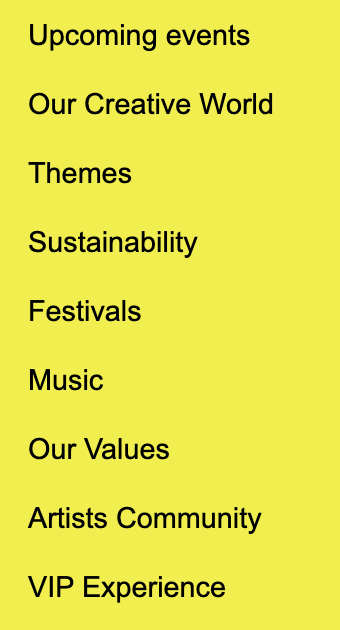 Upcoming events
Our Creative World
Themes
Sustainability
Festivals
Music
Our Values
Artists Community
VIP Experience